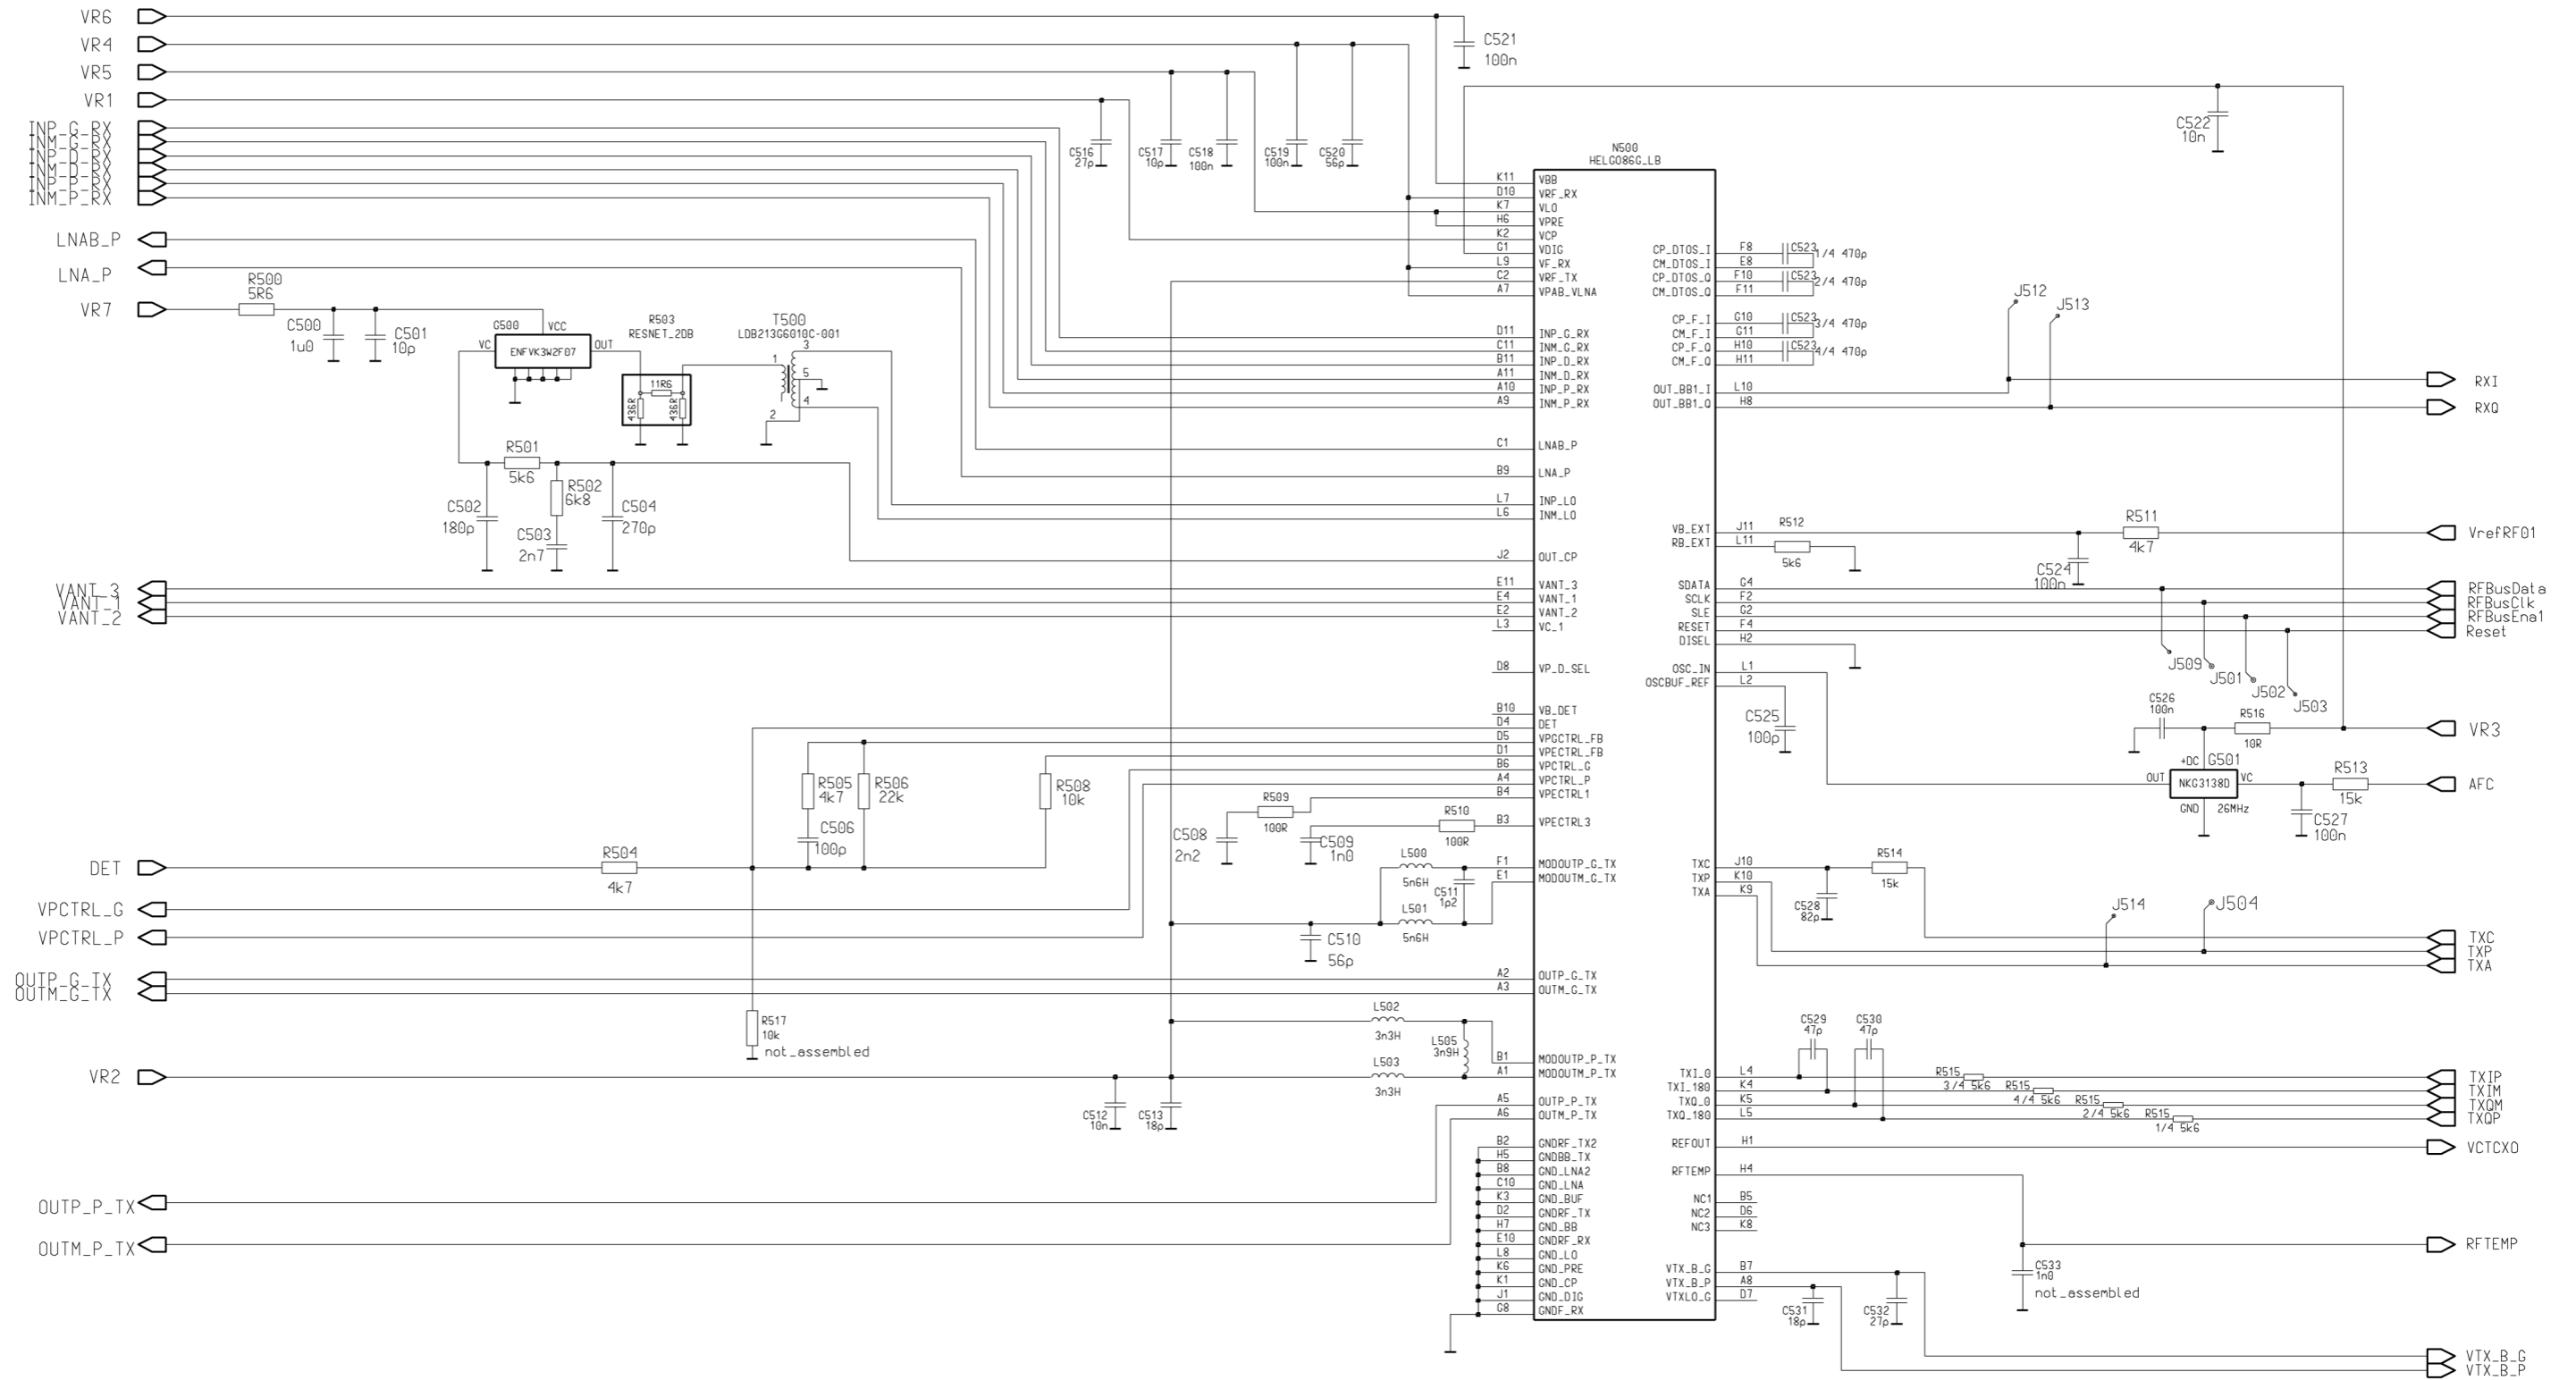 VR6
VR4
VR5
VR1
INP_G_RX
INM_G_RX
INP_D_RX
INM_D_RX
INP_P_RX
INM_P_RX
LNAB_P
LNA_P
VR7
R500
5R6
C500
1u0
C501
10p
G500
VCC
VC
ENFVK3W2F07
OUT
R503
RESNET_2DB
11R6
436R
436R
T500
LDB213G6010C-001
1
3
5
4
2
R501
5k6
C502
180p
R502
6k8
C503
2n7
C504
270p
VANT_3
VANT_1
VANT_2
C516
27p
C517
10p
C518
100n
C519
100n
C520
56p
C521
100n
C522
10n
N500
HELGO86G_LB
K11 VBB
D10 VRF_RX
K7 VLO
H6 VPRE
K2 VCP
G1 VDIG
L9 VF_RX
C2 VRF_TX
A7 VPAB_VLNA
D11 INP_G_RX
C11 INM_G_RX
B11 INP_D_RX
A11 INM_D_RX
A10 INP_P_RX
A9 INM_P_RX
C1 LNAB_P
B9 LNA_P
L7 INP_LO
L6 INM_LO
J2 OUT_CP
E11 VANT_3
E4 VANT_1
E2 VANT_2
L3 VC_1
D8 VP_D_SEL
B10 VB_DET
D4 DET
D5 VPGCTRL_FB
D1 VPECTRL_FB
B6 VPCTRL_G
A4 VPCTRL_P
B4 VPECTRL1
B3 VPECTRL3
F1 MODOUTP_G_TX
E1 MODOUTM_G_TX
A2 OUTP_G_TX
A3 OUTM_G_TX
B1 MODOUTP_P_TX
A1 MODOUTM_P_TX
A5 OUTP_P_TX
A6 OUTM_P_TX
B2 GNDRF_TX2
H5 GNDBB_TX
B8 GND_LNA2
C10 GND_LNA
K3 GND_BUF
D2 GNDRF_TX
H7 GND_BB
E10 GNDRF_RX
L8 GND_LO
K6 GND_PRE
K1 GND_CP
J1 GND_DIG
G8 GNDF_RX
CP_DTOS_I F8
CM_DTOS_I E8
CP_DTOS_Q F10
CM_DTOS_Q F11
CP_F_I G10
CM_F_I G11
CP_F_Q H10
CM_F_Q H11
OUT_BB1_I L10
OUT_BB1_Q H8
VB_EXT J11
RB_EXT L11
SDATA G4
SCLK F2
SLE G2
RESET F4
DISEL H2
OSC_IN L1
OSCBUF_REF L2
TXC J10
TXP K10
TXA K9
TXI_0 L4
TXI_180 K4
TXQ_0 K5
TXQ_180 L5
REFOUT H1
RFTEMP H4
NC1 B5
NC2 D6
NC3 K8
VTX_B_G B7
VTX_B_P A8
VTXLO_G D7
C523
1/4 470p
C523
2/4 470p
C523
3/4 470p
C523
4/4 470p
J512
J513
RXI
RXQ
R512
5k6
R511
4k7
C524
100n
VrefRF01
RFBusData
RFBusClk
RFBusEna1
Reset
J509
J501
J502
J503
C525
100p
C526
100n
R516
10R
VR3
+DC
G501
OUT
NKG3138D
VC
GND
26MHz
R513
15k
AFC
C527
100n
R505
4k7
R506
22k
C506
100p
R508
10k
R509
100R
C508
2n2
R510
100R
C509
1n0
DET
R504
4k7
VPCTRL_G
VPCTRL_P
L500
5n6H
C511
1p2
L501
5n6H
C510
56p
OUTP_G_TX
OUTM_G_TX
R517
10k
not_assembled
L502
3n3H
L505
3n9H
L503
3n3H
VR2
C512
10n
C513
18p
OUTP_P_TX
OUTM_P_TX
R514
15k
C528
82p
J514
J504
TXC
TXP
TXA
C529
47p
C530
47p
R515
3/4 5k6
R515
4/4 5k6
R515
2/4 5k6
R515
1/4 5k6
TXIP
TXIM
TXQM
TXQP
VCTCXO
RFTEMP
C533
1n0
not_assembled
C531
18p
C532
27p
VTX_B_G
VTX_B_P